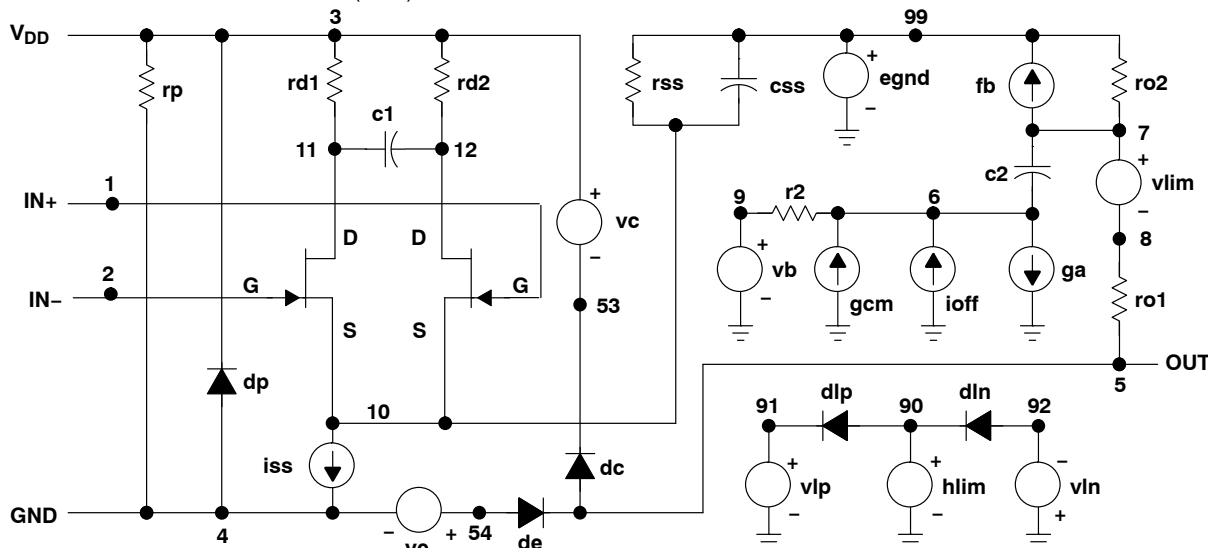 3
99
VDD
rp
rd1
rd2
rss
css
egnd
+
−
fb
ro2
c1
11
12
7
c2
+
vlim
−
1
IN+
9
r2
6
+
vc
−
8
D
D
2
IN−
G
G
vb
+
−
gcm
ioff
ga
ro1
53
S
S
OUT
5
dp
10
91
dlp
90
dln
92
iss
dc
+
vlp
−
+
hlim
−
−
vln
+
GND
4
−
+
54
de